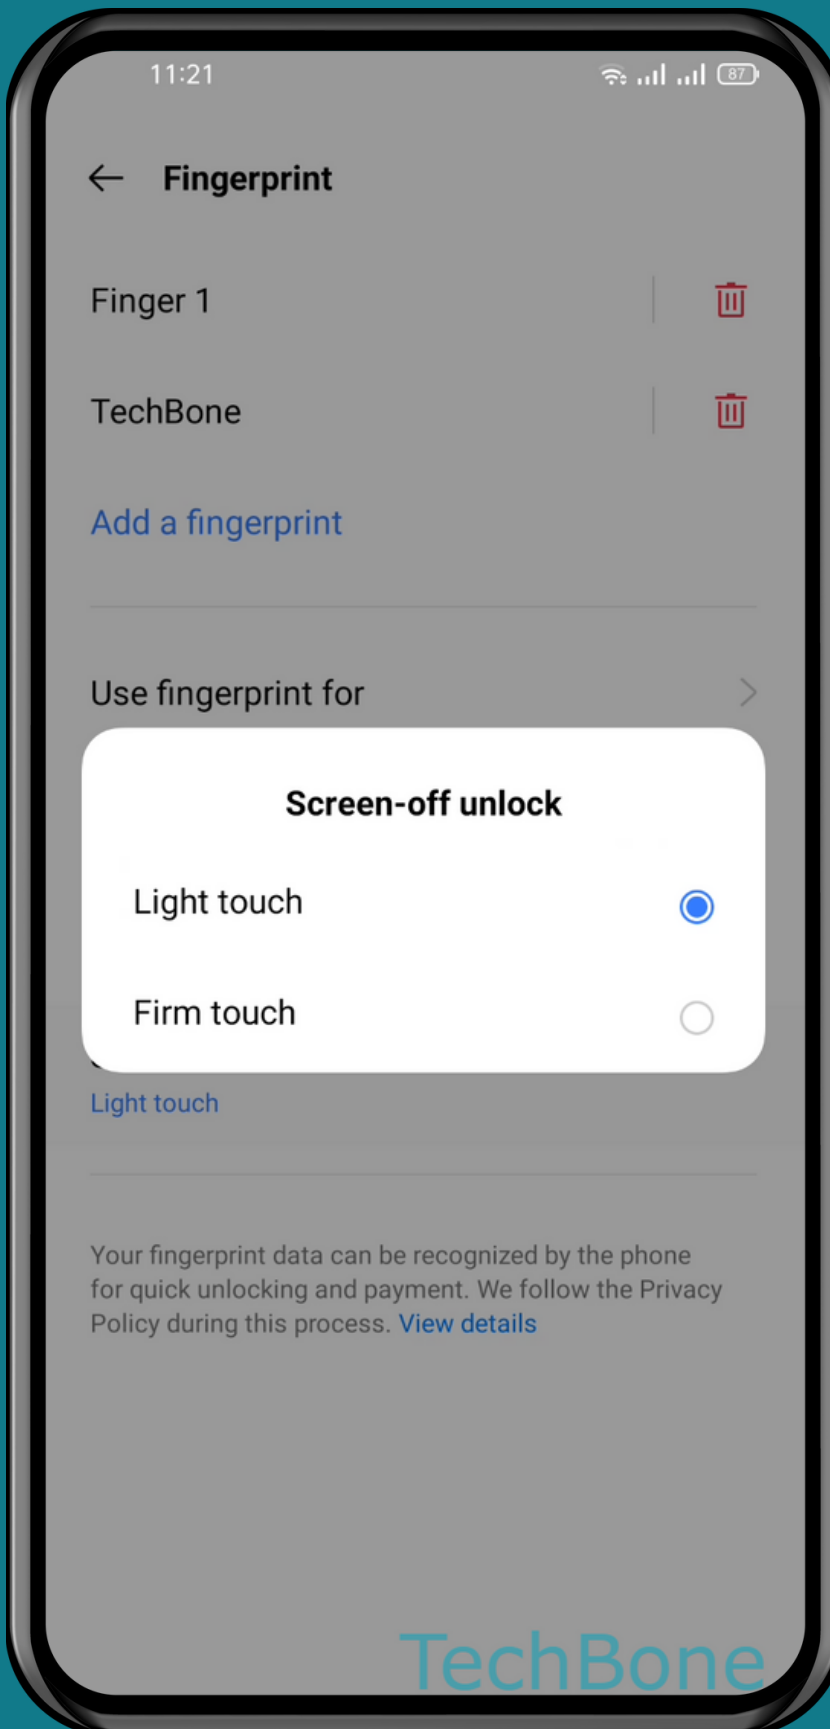 11:21
87
Fingerprint
Finger 1
TechBone
Add a fingerprint
Use fingerprint for
Screen-off unlock
Light touch
Firm touch
Light touch
Your fingerprint data can be recognized by the phone
for quick unlocking and payment. We follow the Privacy
Policy during this process. View details
TechBone